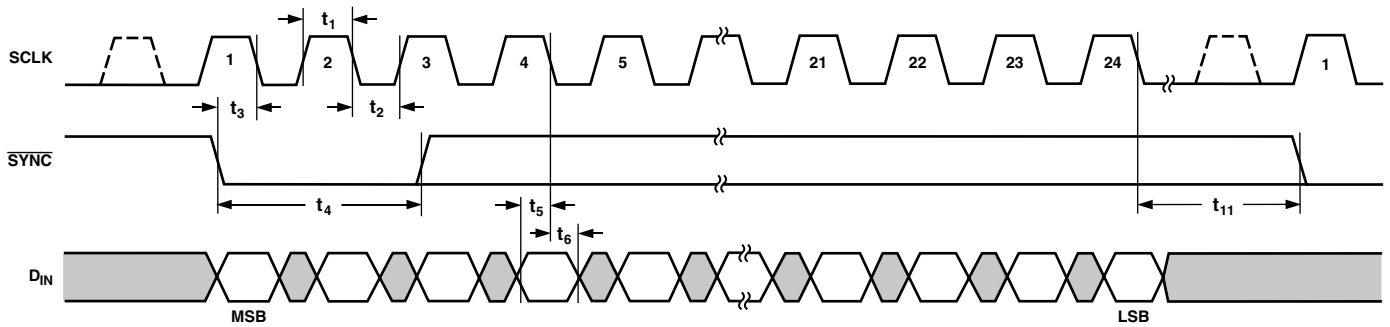 t1
SCLK
1 2 3 4 5 21 22 23 24 1
t3 t2
SYNC
t4 t11
t5
t6
DIN
MSB LSB